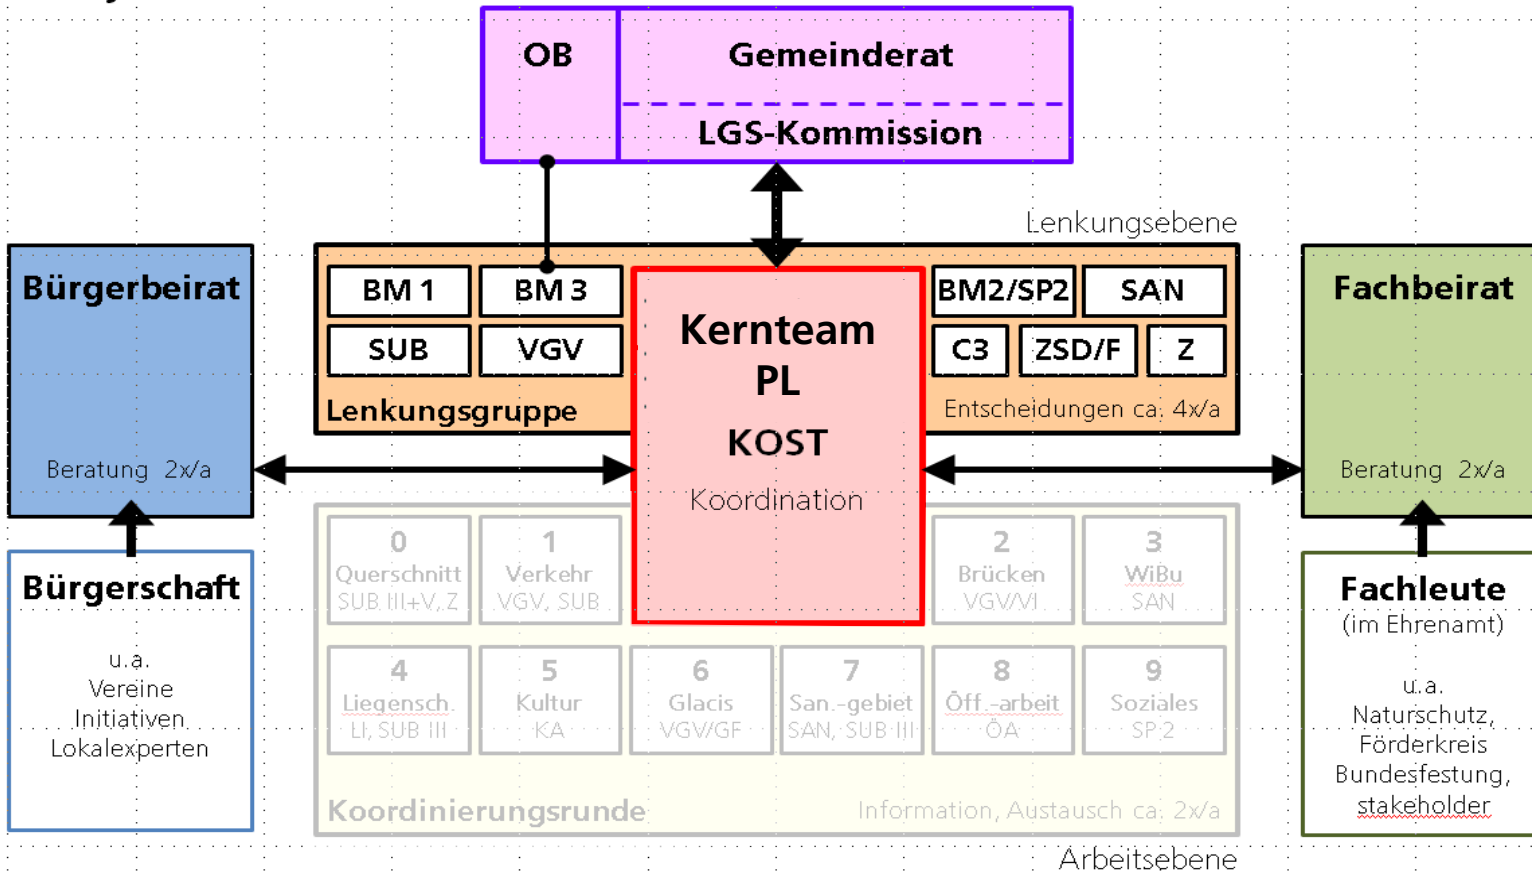 OB
Gemeinderat
LGS-Kommission
Lenkungsebene
Bürgerbeirat
Beratung 2x/a
BM 1
BM 3
SUB
VGV
Lenkungsgruppe
Kernteam
PL
KOST
Koordination
BM2/SP2
SAN
C3
ZSD/F
Z
Entscheidungen ca. 4x/a
Fachbeirat
Beratung 2x/a
Bürgerschaft
u.a.
Vereine
Initiativen
Lokalexperten
0
Querschnitt
SUB III+V, Z
1
Verkehr
VGV, SUB
2
Brücken
VGV/VI
3
WiBu
SAN
4
Liegensch.
LI, SUB III
5
Kultur
KA
6
Glacis
VGV/GF
7
San.-gebiet
SAN, SUB III
8
Öff.-arbeit
ÖA
9
Soziales
SP 2
Koordinierungsrunde
Information, Austausch ca. 2x/a
Fachleute
(im Ehrenamt)
u.a.
Naturschutz,
Förderkreis
Bundesfestung,
stakeholder
Arbeitsebene